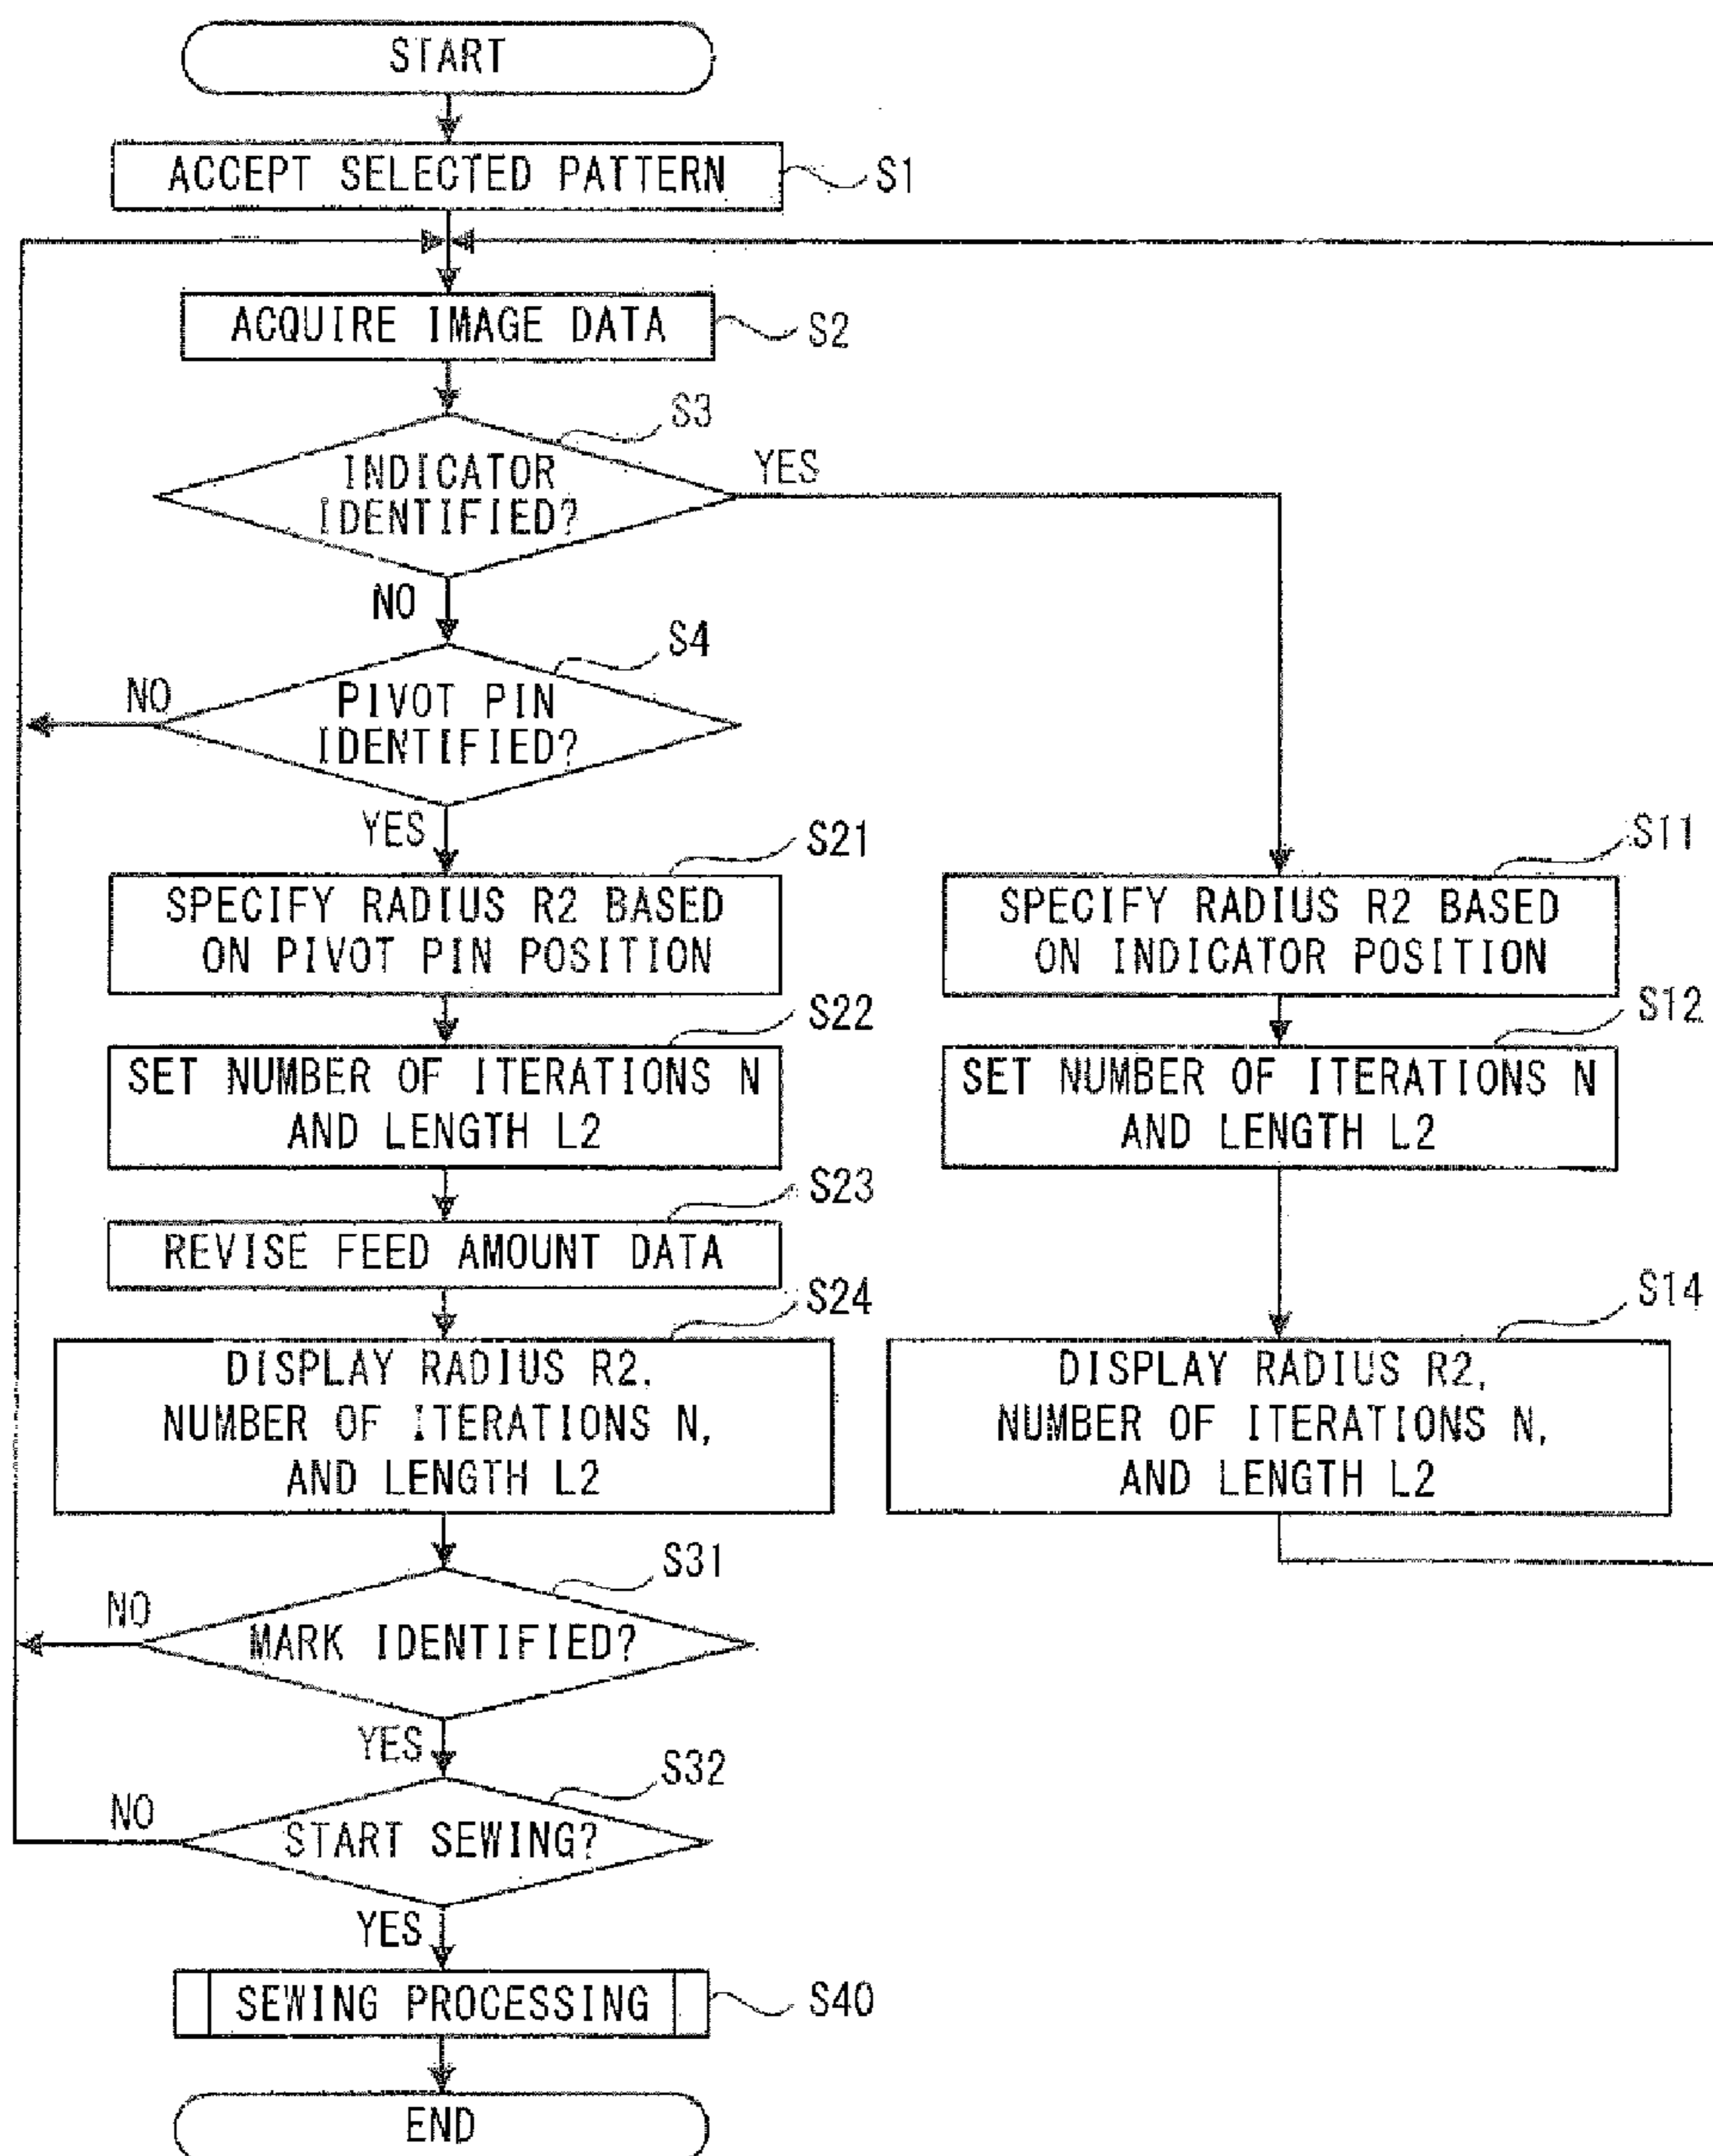 START
ACCEPT SELECTED PATTERN
S1
ACQUIRE IMAGE DATA
S2
S3
INDICATOR
IDENTIFIED?
YES
NO
S4
PIVOT PIN
IDENTIFIED?
NO
YES
S21
SPECIFY RADIUS R2 BASED
ON PIVOT PIN POSITION
S11
SPECIFY RADIUS R2 BASED
ON INDICATOR POSITION
S22
SET NUMBER OF ITERATIONS N
AND LENGTH L2
S12
SET NUMBER OF ITERATIONS N
AND LENGTH L2
S23
REVISE FEED AMOUNT DATA
S24
DISPLAY RADIUS R2,
NUMBER OF ITERATIONS N,
AND LENGTH L2
S14
DISPLAY RADIUS R2,
NUMBER OF ITERATIONS N,
AND LENGTH L2
S31
MARK IDENTIFIED?
NO
YES
S32
START SEWING?
NO
YES
SEWING PROCESSING
S40
END